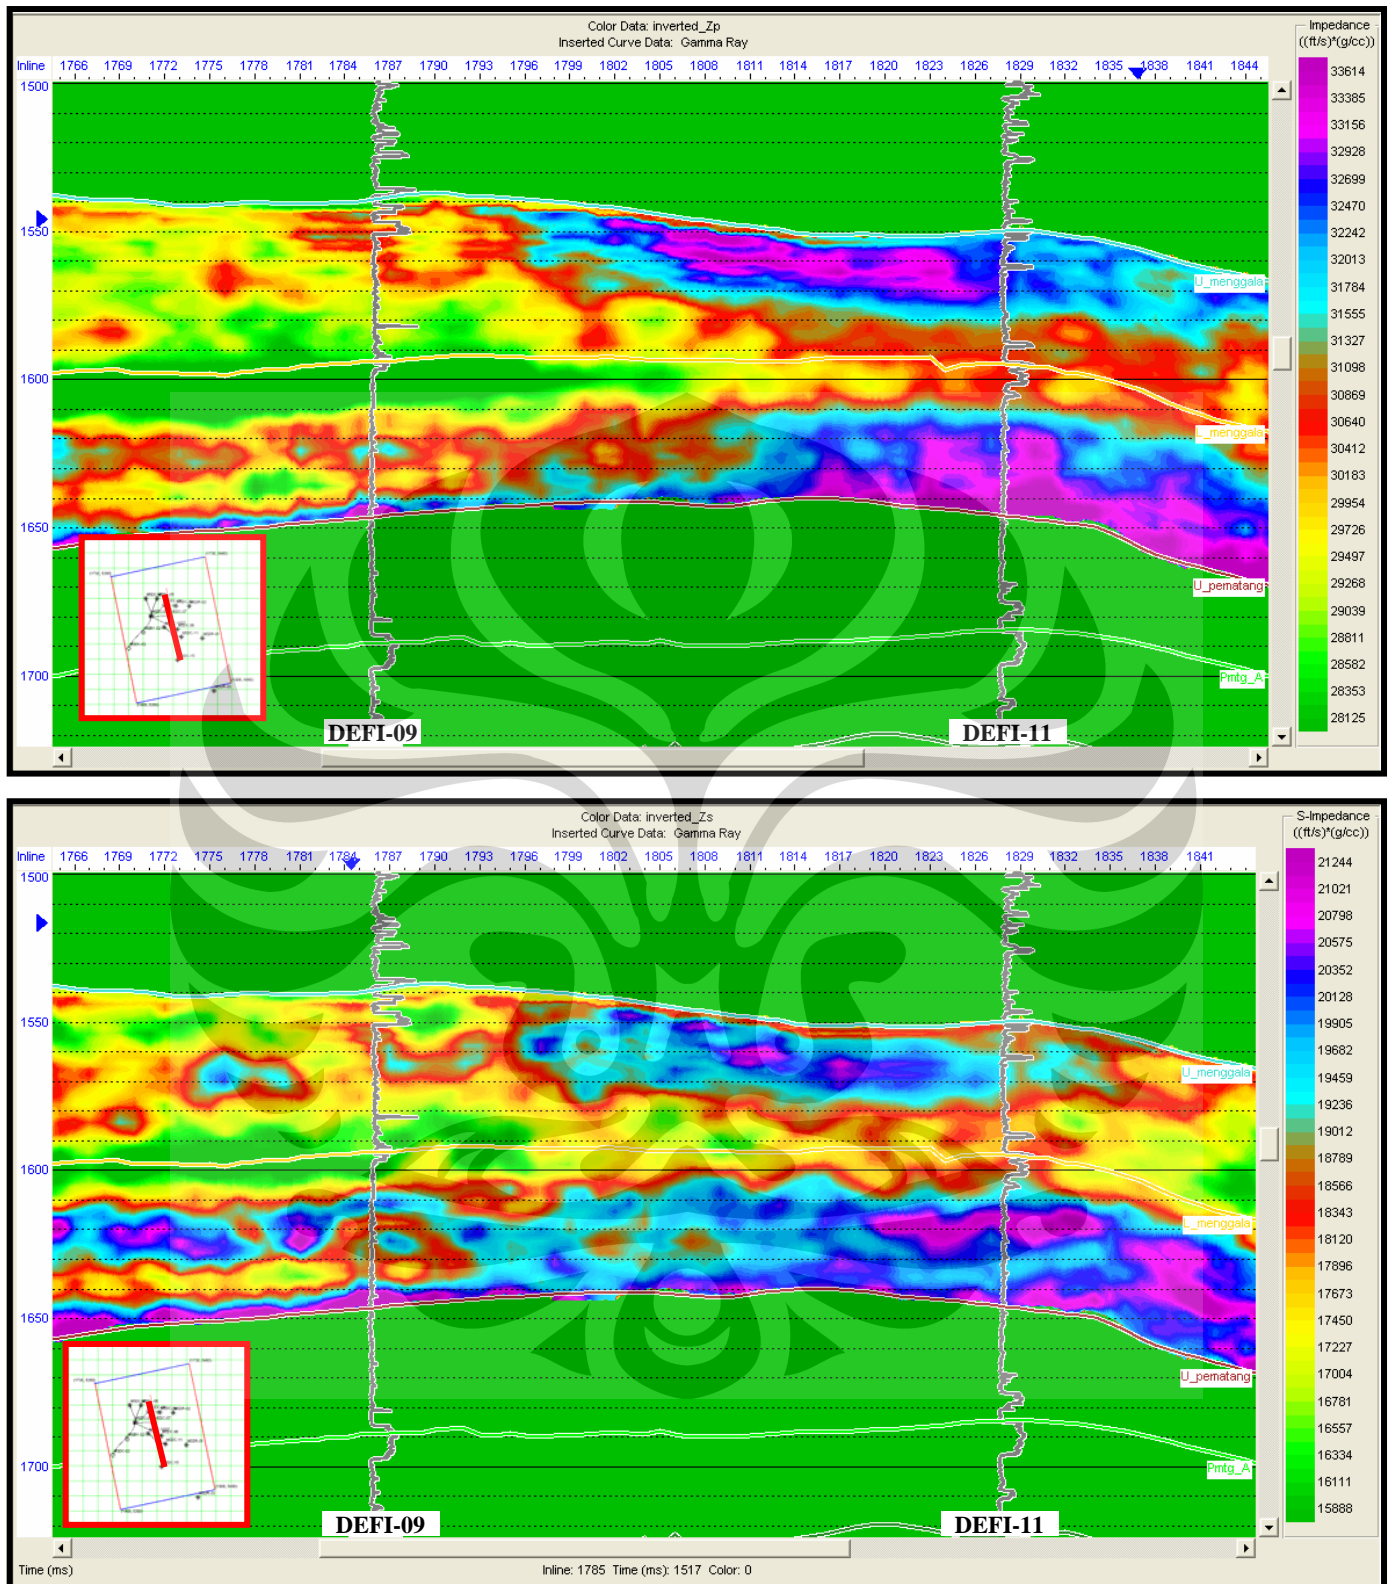 Color Data: inverted_Zp
Inserted Curve Data: Gamma Ray
Impedance
((ft/s)*(g/cc))
Inline 1766 1769 1772 1775 1778 1781 1784 1787 1790 1793 1796 1799 1802 1805 1808 1811 1814 1817 1820 1823 1826 1829 1832 1835 1838 1841 1844
1500
1550
1600
1650
1700
U_menggala
L_menggala
U_pematang
Pmtg_A
DEFI-09
DEFI-11
33614
33385
33156
32928
32699
32470
32242
32013
31784
31555
31327
31098
30869
30640
30412
30183
29954
29726
29497
29268
29039
28811
28582
28353
28125
Color Data: inverted_Zs
Inserted Curve Data: Gamma Ray
S-Impedance
((ft/s)*(g/cc))
Inline 1766 1769 1772 1775 1778 1781 1784 1787 1790 1793 1796 1799 1802 1805 1808 1811 1814 1817 1820 1823 1826 1829 1832 1835 1838 1841
1500
1550
1600
1650
1700
U_menggala
L_menggala
U_pematang
Pmtg_A
DEFI-09
DEFI-11
21244
21021
20798
20575
20352
20128
19905
19682
19459
19236
19012
18789
18566
18343
18120
17896
17673
17450
17227
17004
16781
16557
16334
16111
15888
Time (ms)
Inline: 1785 Time (ms): 1517 Color: 0